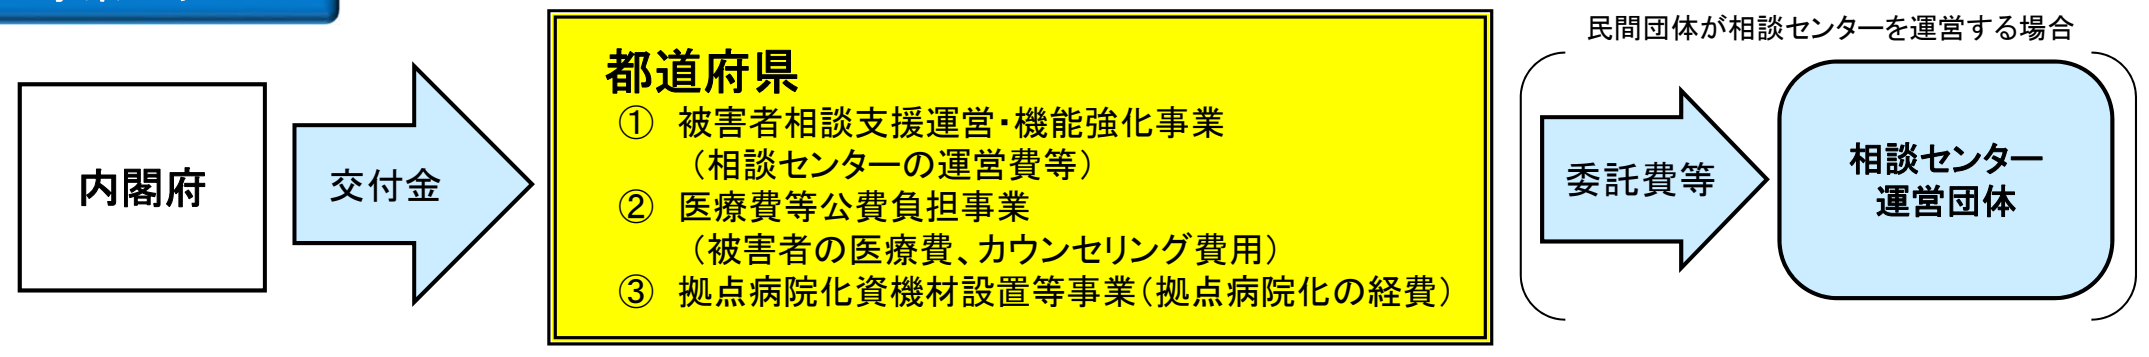 内閣府
交付金
都道府県
① 被害者相談支援運営・機能強化事業
（相談センターの運営費等）
② 医療費等公費負担事業
（被害者の医療費、カウンセリング費用）
③ 拠点病院化資機材設置等事業（拠点病院化の経費）
民間団体が相談センターを運営する場合
委託費等
相談センター
運営団体